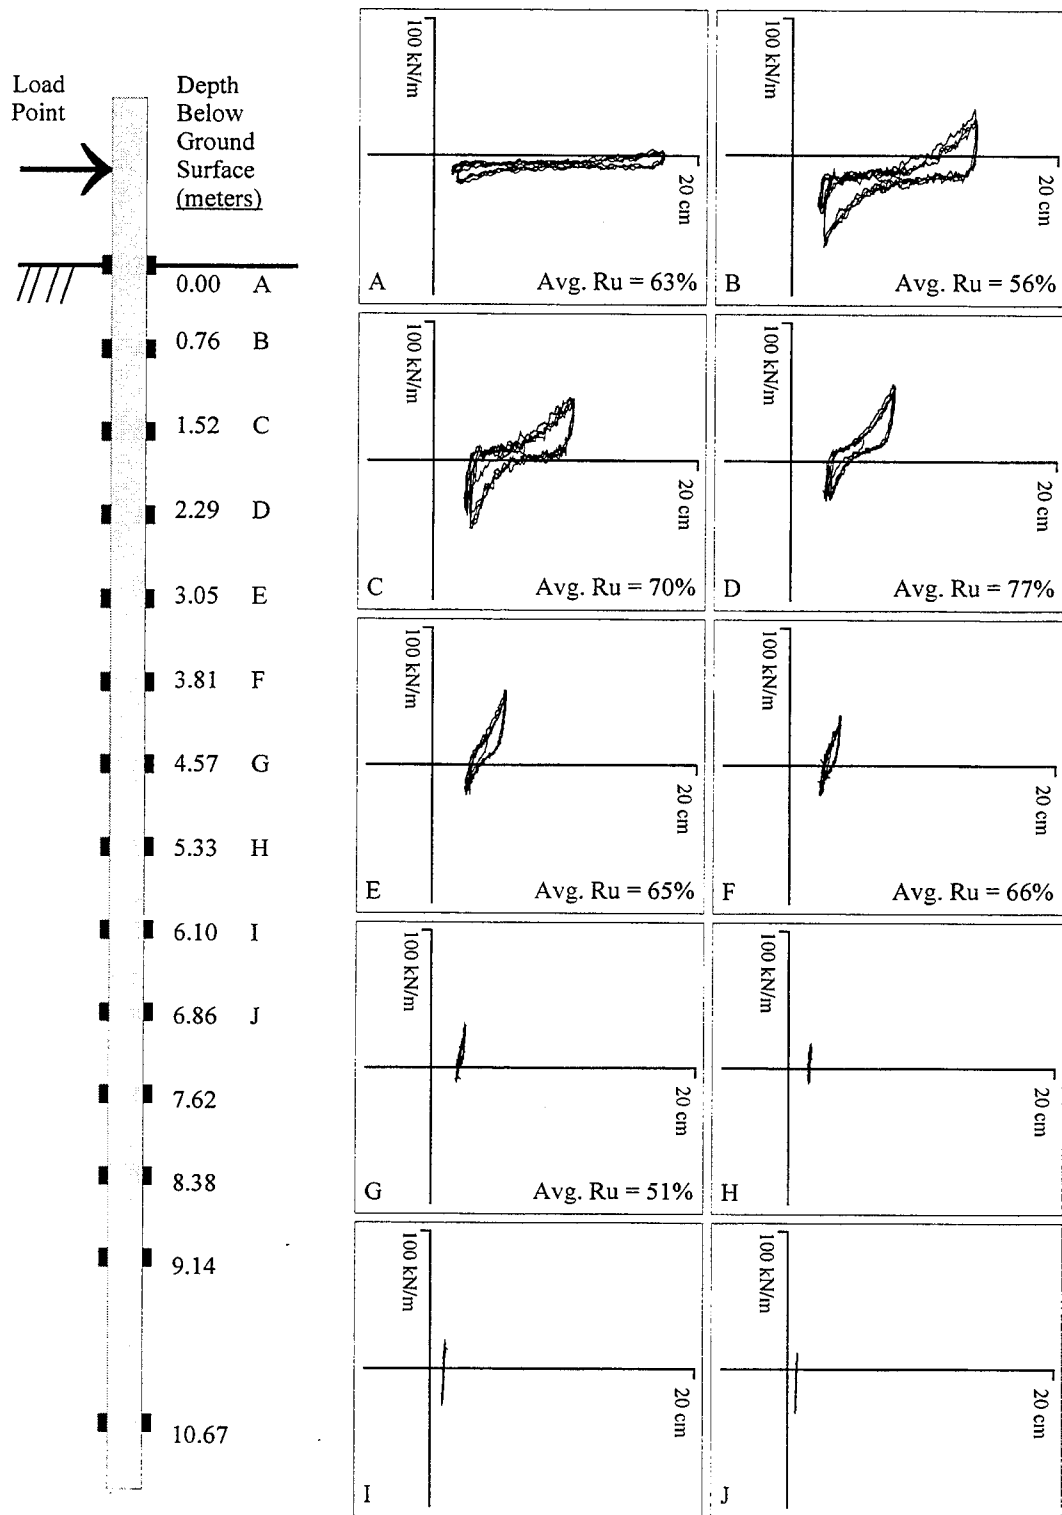 Load
Point
Depth
Below
Ground
Surface
(meters)
0.00 A
0.76 B
1.52 C
2.29 D
3.05 E
3.81 F
4.57 G
5.33 H
6.10 I
6.86 J
7.62
8.38
9.14
10.67
100 kN/m
20 cm
A Avg. Ru = 63%
100 kN/m
20 cm
B Avg. Ru = 56%
100 kN/m
20 cm
C Avg. Ru = 70%
100 kN/m
20 cm
D Avg. Ru = 77%
100 kN/m
20 cm
E Avg. Ru = 65%
100 kN/m
20 cm
F Avg. Ru = 66%
100 kN/m
20 cm
G Avg. Ru = 51%
100 kN/m
20 cm
H
100 kN/m
20 cm
I
100 kN/m
20 cm
J